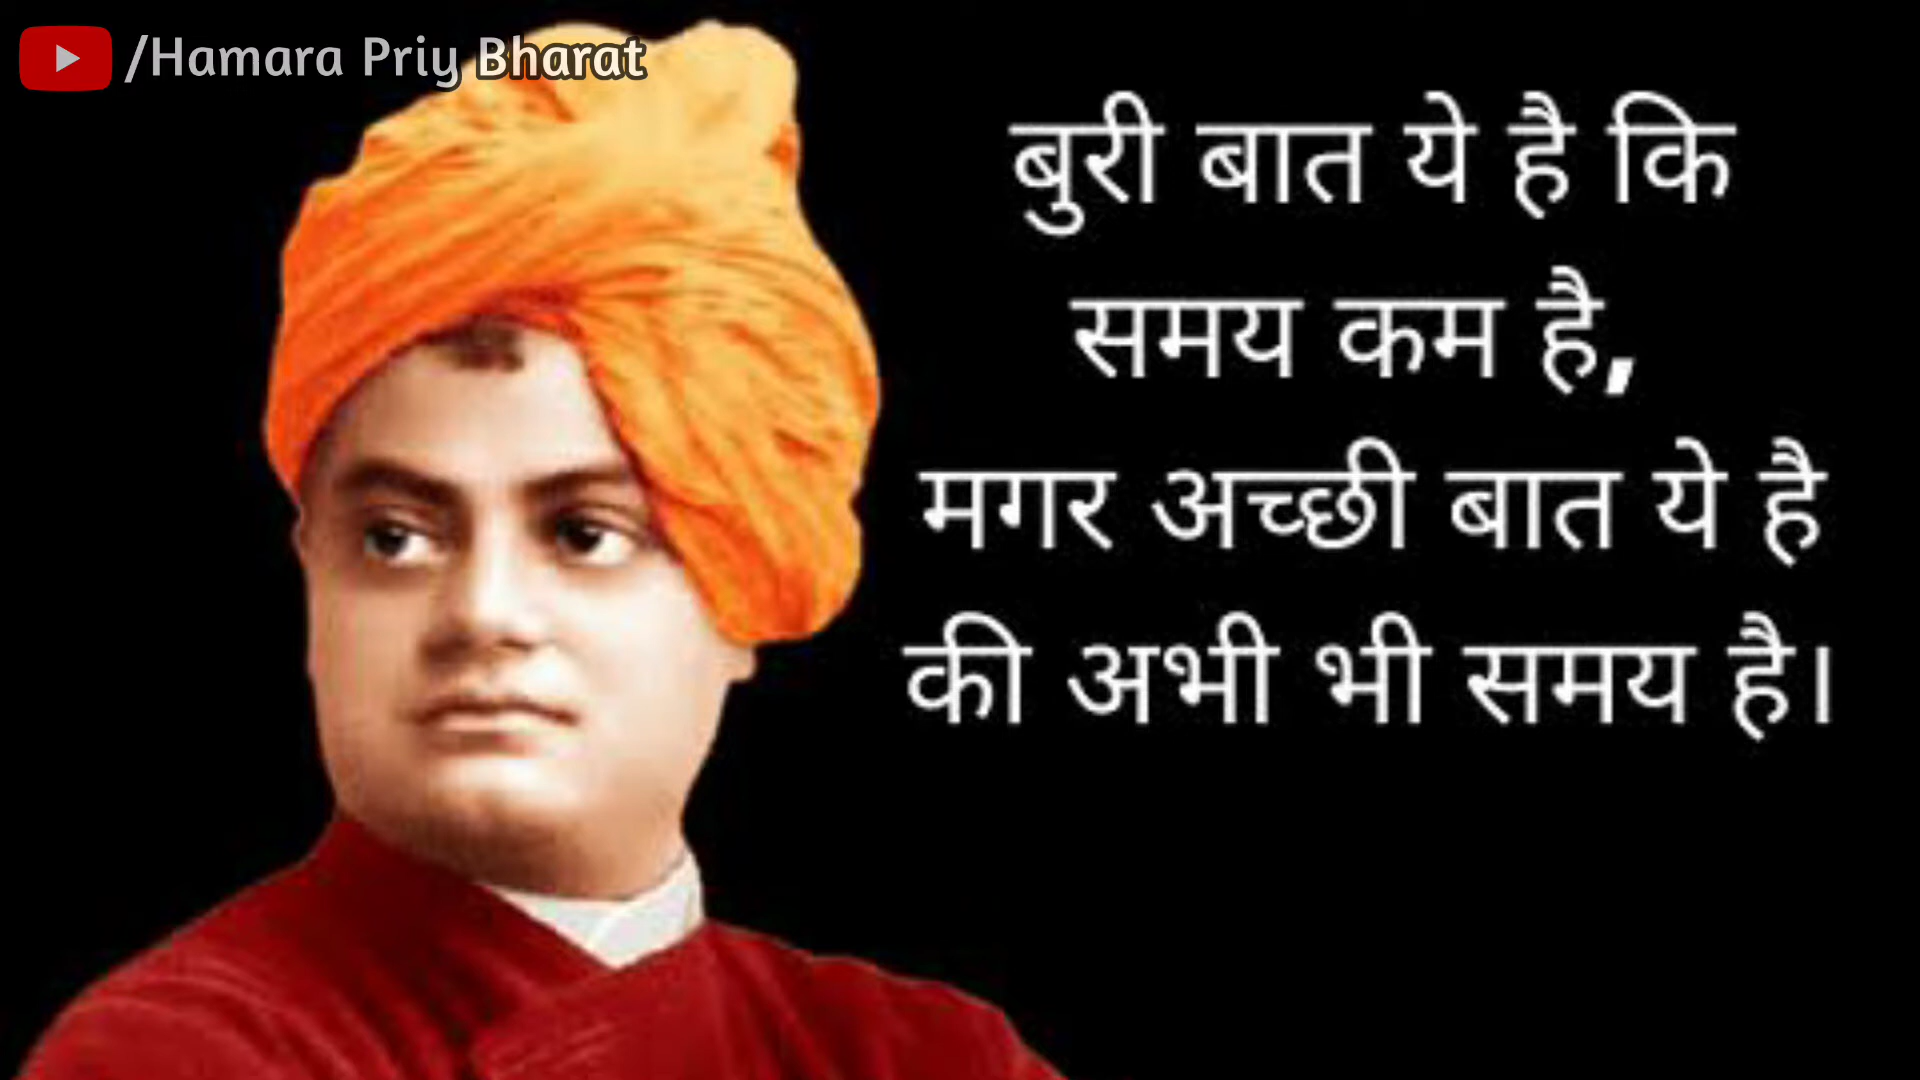 /Hamara Priy Bharat
बुरी बात ये है कि
समय कम है,
मगर अच्छी बात ये है
की अभी भी समय है।